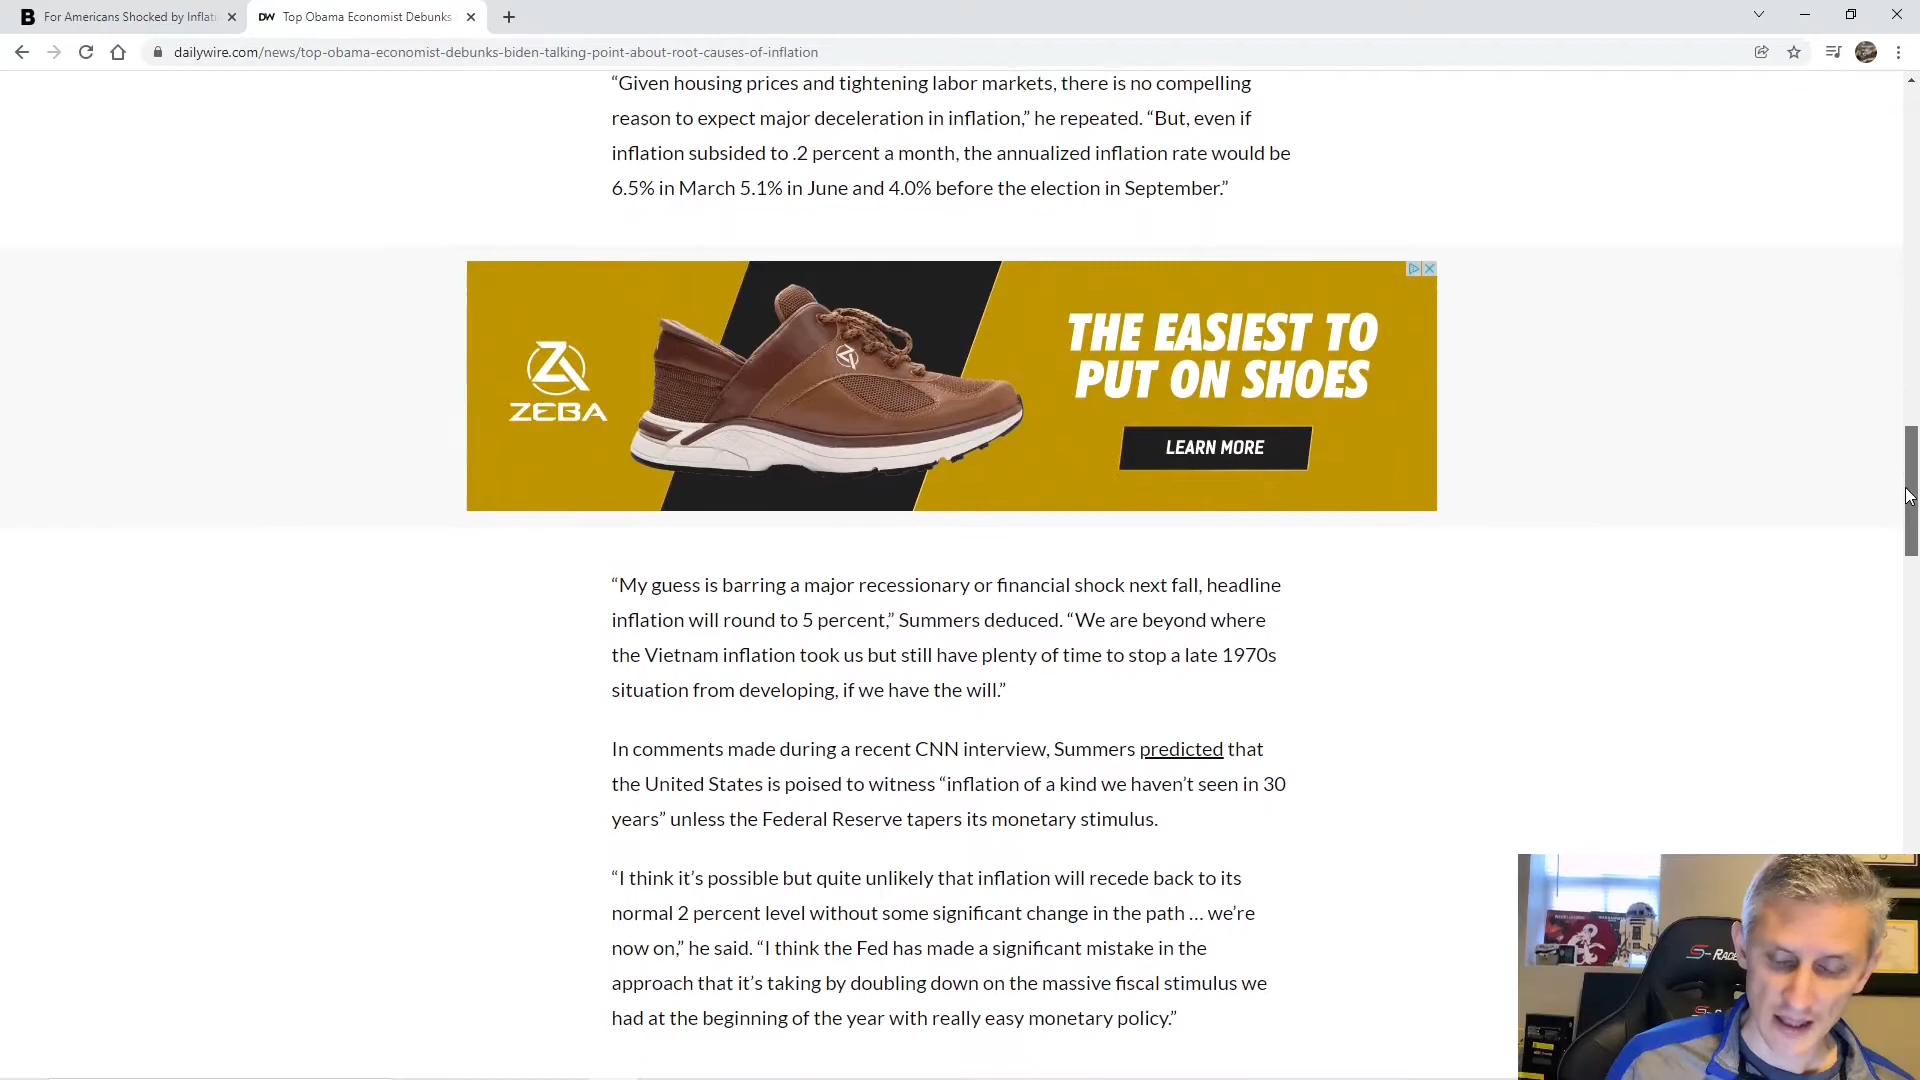 For Americans Shocked by Inflati
DW Top Obama Economist Debunks
dailywire.com/news/top-obama-economist-debunks-biden-talking-point-about-root-causes-of-inflation
“Given housing prices and tightening labor markets, there is no compelling
reason to expect major deceleration in inflation,” he repeated. “But, even if
inflation subsided to .2 percent a month, the annualized inflation rate would be
6.5% in March 5.1% in June and 4.0% before the election in September.”
ZEBA
THE EASIEST TO
PUT ON SHOES
LEARN MORE
“My guess is barring a major recessionary or financial shock next fall, headline
inflation will round to 5 percent,” Summers deduced. “We are beyond where
the Vietnam inflation took us but still have plenty of time to stop a late 1970s
situation from developing, if we have the will.”
In comments made during a recent CNN interview, Summers predicted that
the United States is poised to witness “inflation of a kind we haven’t seen in 30
years” unless the Federal Reserve tapers its monetary stimulus.
“I think it’s possible but quite unlikely that inflation will recede back to its
normal 2 percent level without some significant change in the path … we’re
now on,” he said. “I think the Fed has made a significant mistake in the
approach that it’s taking by doubling down on the massive fiscal stimulus we
had at the beginning of the year with really easy monetary policy.”